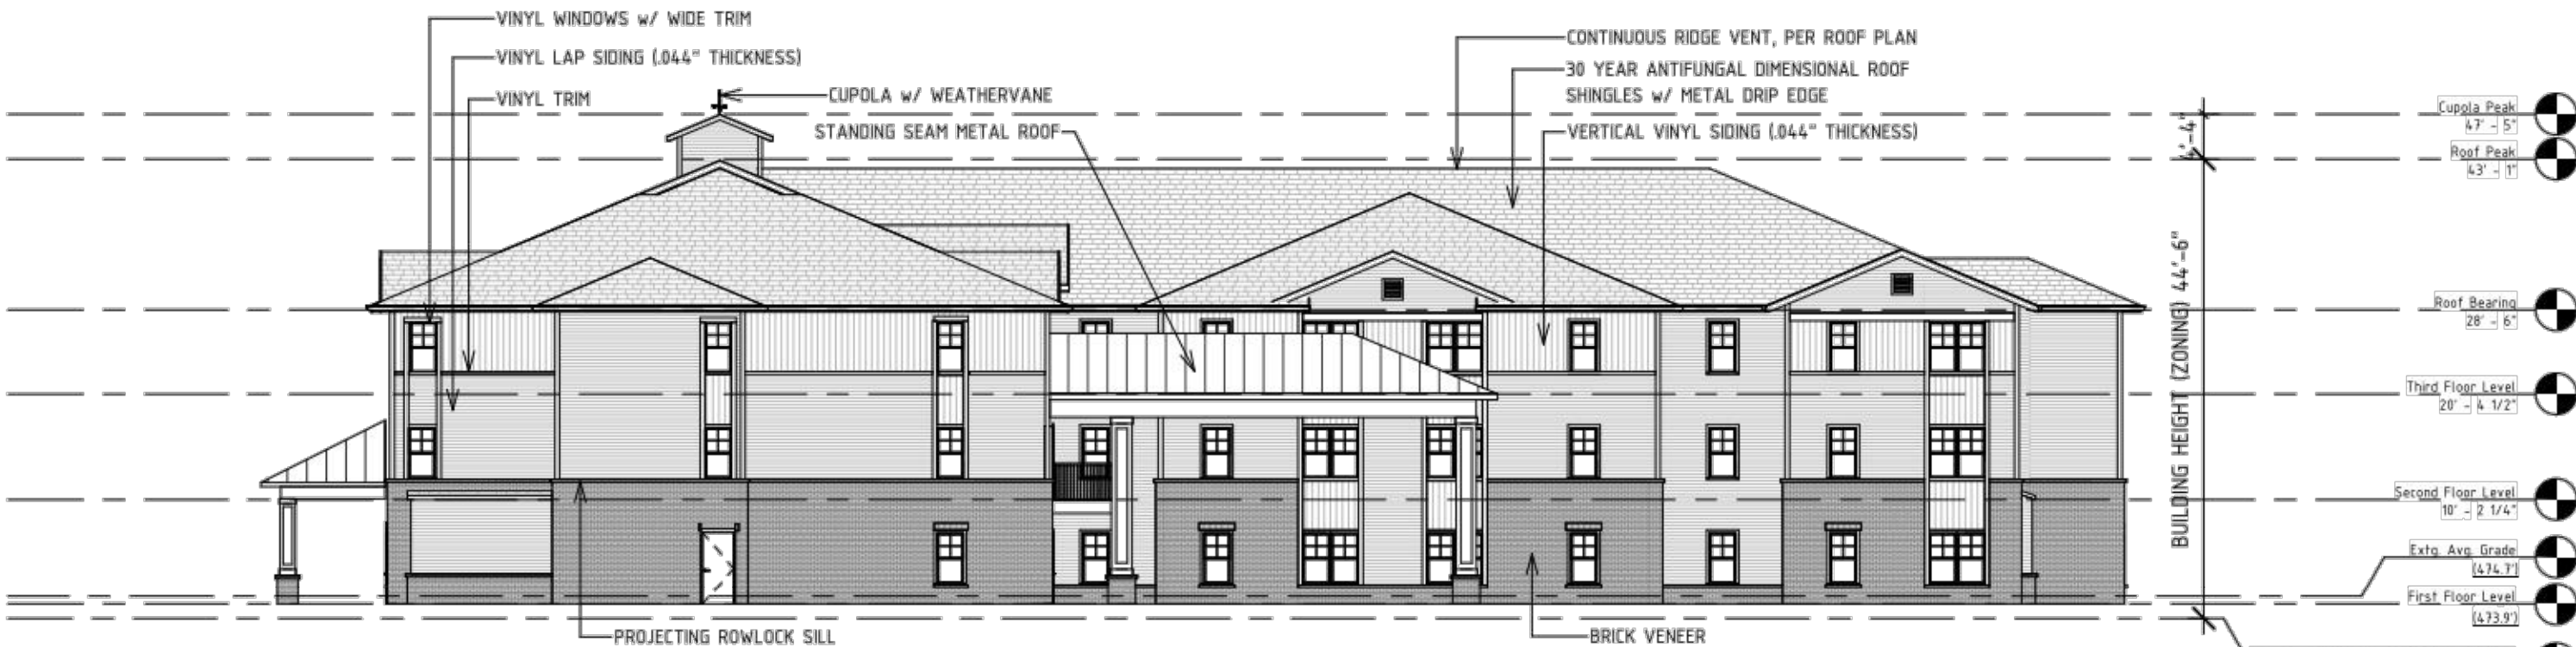 VINYL WINDOWS w/ WIDE TRIM
VINYL LAP SIDING (.044" THICKNESS)
VINYL TRIM
CUPOLA w/ WEATHERVANE
STANDING SEAM METAL ROOF
CONTINUOUS RIDGE VENT, PER ROOF PLAN
30 YEAR ANTIFUNGAL DIMENSIONAL ROOF
SHINGLES w/ METAL DRIP EDGE
VERTICAL VINYL SIDING (.044" THICKNESS)
4'-4"
BUILDING HEIGHT (ZONING) 44'-6"
Cupola Peak
47' - 5"
Roof Peak
43' - 1"
Roof Bearing
28' - 6"
Third Floor Level
20' - 4 1/2"
Second Floor Level
10' - 2 1/4"
Extg. Avg. Grade
(474.7')
First Floor Level
(473.9')
PROJECTING ROWLOCK SILL
BRICK VENEER